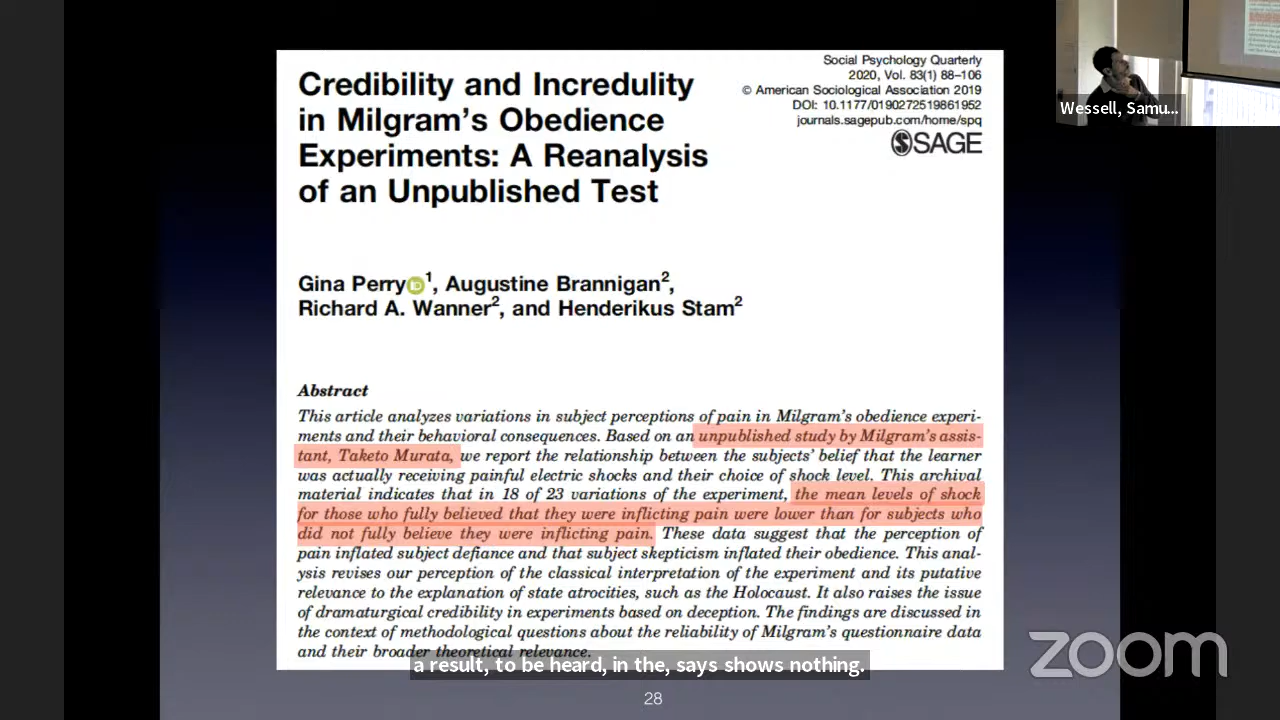 Credibility and Incredulity
in Milgram's Obedience
Experiments: A Reanalysis
of an Unpublished Test
Social Psychology Quarterly
2020, Vol. 83(1) 88–106
© American Sociological Association 2019
DOI: 10.1177/0190272519861952
journals.sagepub.com/home/spq
SAGE
Wessell, Samu...
Gina Perry iD 1, Augustine Brannigan2,
Richard A. Wanner2, and Henderikus Stam2
Abstract
This article analyzes variations in subject perceptions of pain in Milgram's obedience experi-
ments and their behavioral consequences. Based on an unpublished study by Milgram's assis-
tant, Taketo Murata, we report the relationship between the subjects' belief that the learner
was actually receiving painful electric shocks and their choice of shock level. This archival
material indicates that in 18 of 23 variations of the experiment, the mean levels of shock
for those who fully believed that they were inflicting pain were lower than for subjects who
did not fully believe they were inflicting pain. These data suggest that the perception of
pain inflated subject defiance and that subject skepticism inflated their obedience. This anal-
ysis revises our perception of the classical interpretation of the experiment and its putative
relevance to the explanation of state atrocities, such as the Holocaust. It also raises the issue
of dramaturgical credibility in experiments based on deception. The findings are discussed in
the context of methodological questions about the reliability of Milgram's questionnaire data
and their broader theoretical relevance.
a result, to be heard, in the, says shows nothing.
zoom
28